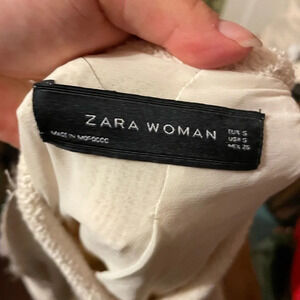 ZARA WOMAN
MADE IN MOROCCO
EUR S
USA S
MEX 26